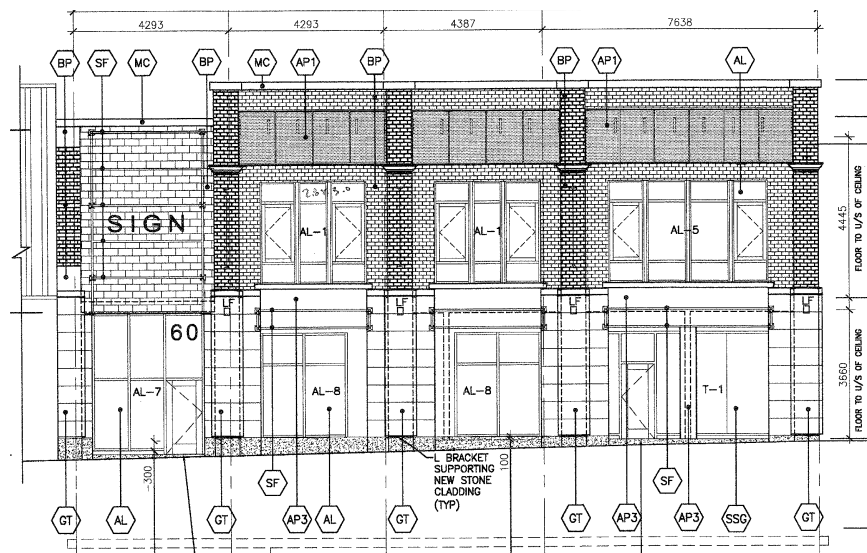 4293 4293 4387 7638
BP SF MC BP MC AP1 BP BP AP1 AL
SIGN
AL-1 AL-1 AL-5
4445
FLOOR TO U/S OF CEILING
LF LF LF LF
60
AL-7 AL-8 AL-8 T-1
3660
FLOOR TO U/S OF CEILING
300
100
L BRACKET
SUPPORTING
NEW STONE
CLADDING
(TYP)
SF SF
GT AL GT AP3 AL GT GT AP3 AP3 SSG GT